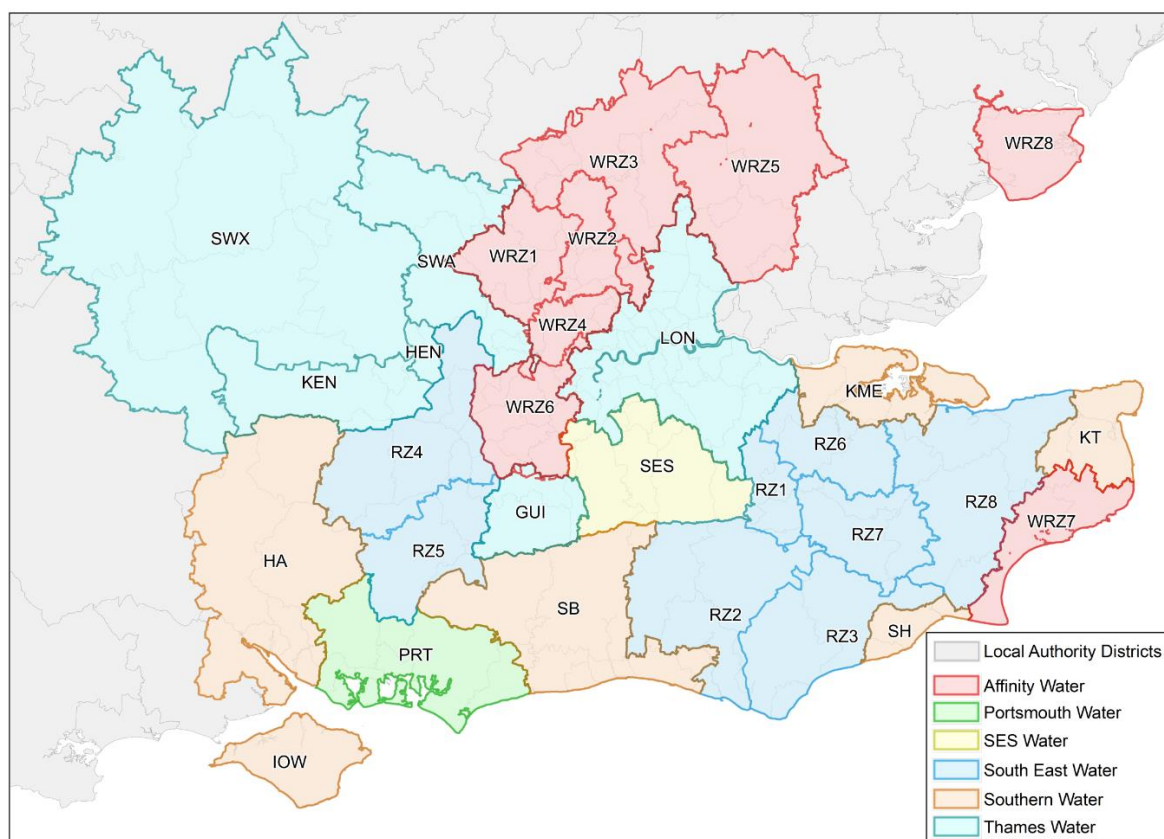 WRZ8
WRZ3
WRZ5
SWX
WRZ1
WRZ2
SWA
WRZ4
LON
HEN
KEN
WRZ6
KME
RZ4
RZ6
KT
SES
RZ1
RZ8
GUI
WRZ7
RZ5
RZ7
HA
SB
RZ2
RZ3
SH
PRT
IOW
Local Authority Districts
Affinity Water
Portsmouth Water
SES Water
South East Water
Southern Water
Thames Water